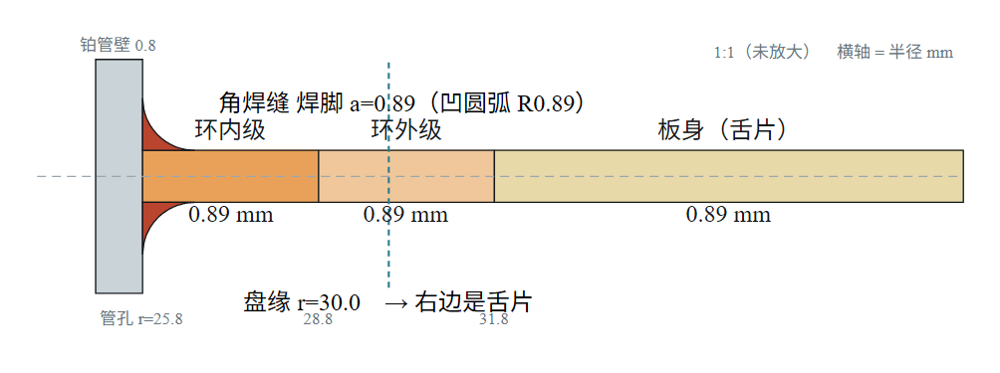 铂管壁 0.8
1:1（未放大） 横轴 = 半径 mm
角焊缝 焊脚 a=0.89（凹圆弧 R0.89）
环内级
环外级
板身（舌片）
0.89 mm
0.89 mm
0.89 mm
盘缘 r=30.0 → 右边是舌片
管孔 r=25.8
28.8
31.8